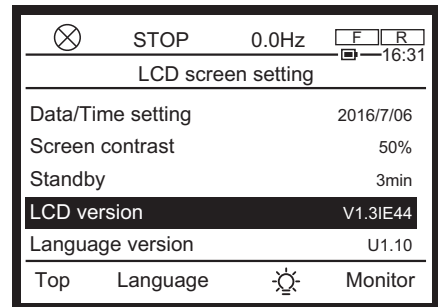 STOP 0.0Hz F R
16:31
LCD screen setting
Data/Time setting 2016/7/06
Screen contrast 50%
Standby 3min
LCD version V1.3IE44
Language version U1.10
Top Language Monitor